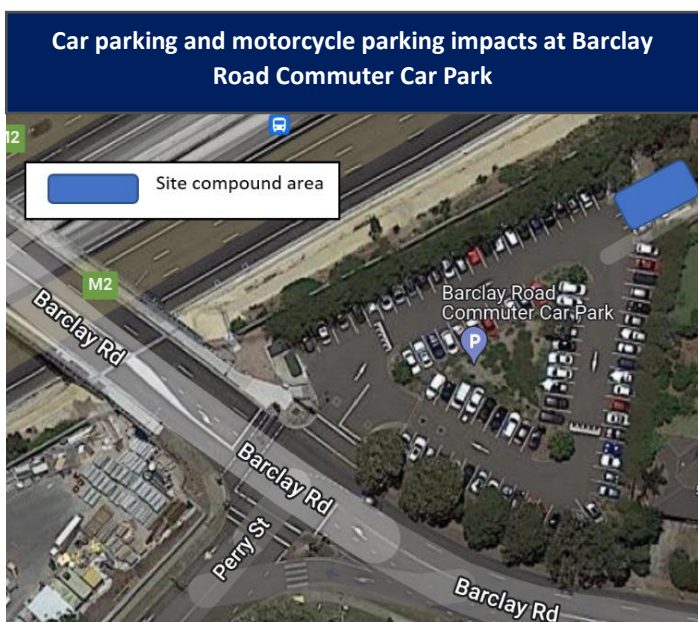 Car parking and motorcycle parking impacts at Barclay
Road Commuter Car Park
M2
Site compound area
M2
Barclay Rd
Barclay Road
Commuter Car Park
P
Barclay Rd
Perry St
Barclay Rd